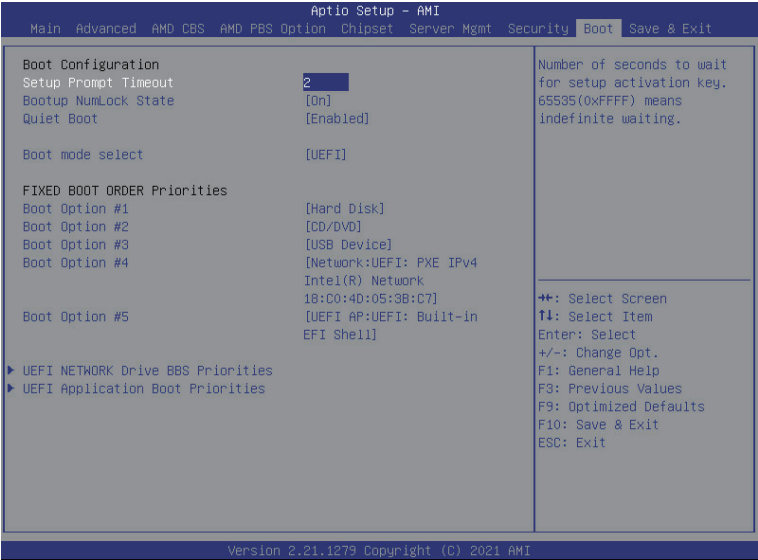 Aptio Setup – AMI
Main Advanced AMD CBS AMD PBS Option Chipset Server Mgmt Security Boot Save & Exit
Boot Configuration
Setup Prompt Timeout 2
Bootup NumLock State [On]
Quiet Boot [Enabled]
Boot mode select [UEFI]
FIXED BOOT ORDER Priorities
Boot Option #1 [Hard Disk]
Boot Option #2 [CD/DVD]
Boot Option #3 [USB Device]
Boot Option #4 [Network:UEFI: PXE IPv4
Intel(R) Network
18:C0:4D:05:3B:C7]
Boot Option #5 [UEFI AP:UEFI: Built-in
EFI Shell]
UEFI NETWORK Drive BBS Priorities
UEFI Application Boot Priorities
Number of seconds to wait
for setup activation key.
65535(0xFFFF) means
indefinite waiting.
→←: Select Screen
↑↓: Select Item
Enter: Select
+/-: Change Opt.
F1: General Help
F3: Previous Values
F9: Optimized Defaults
F10: Save & Exit
ESC: Exit
Version 2.21.1279 Copyright (C) 2021 AMI